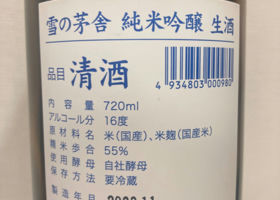 雪の茅舎 純米吟醸 生酒
品目 清酒
4 934803 000980
内容量 720ml
アルコール分 16度
原材料名 米(国産)、米麹(国産米)
精米歩合 55%
使用酵母 自社酵母
保存方法 要冷蔵
製造年月